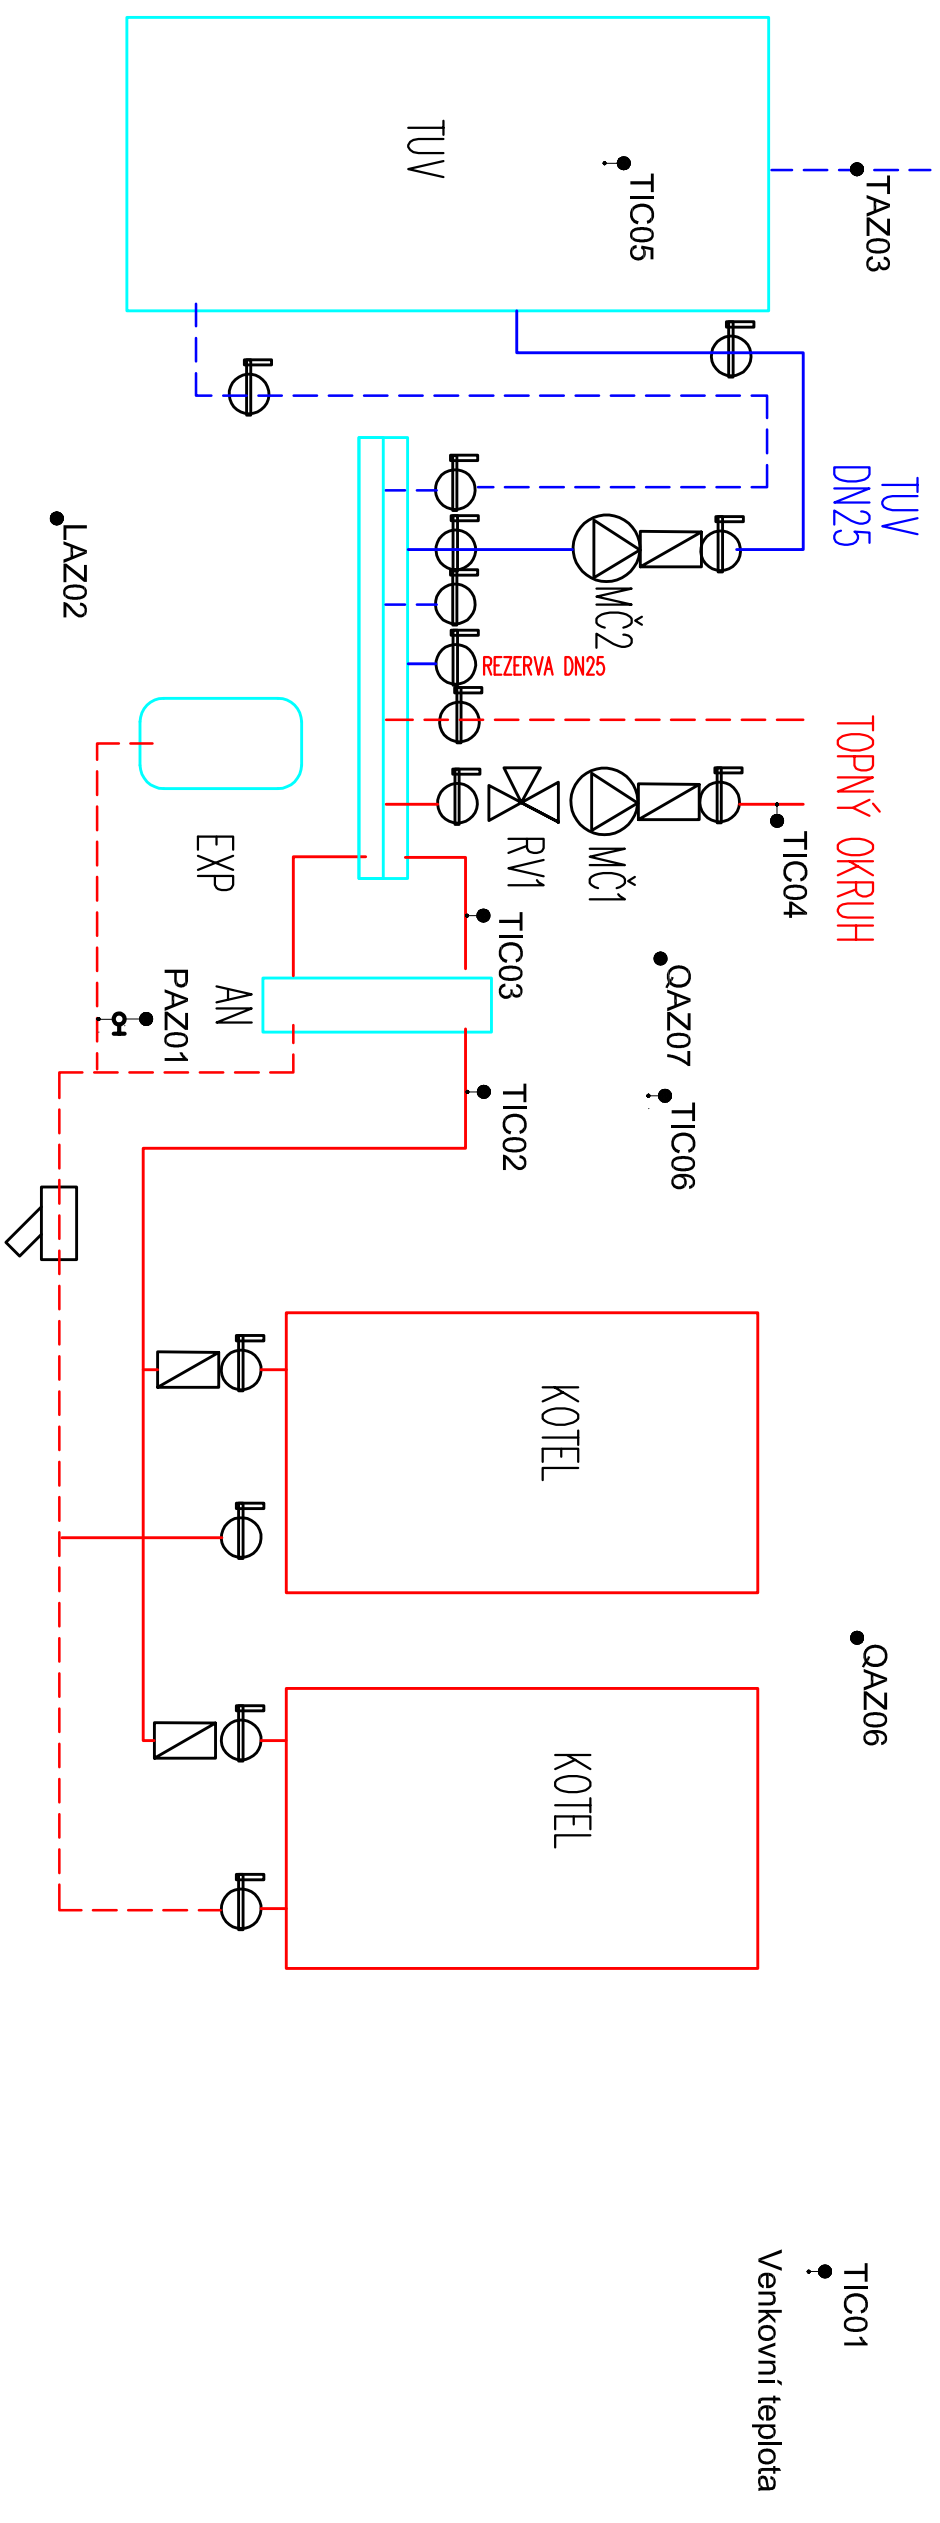 TUV
TIC05
TAZ03
TUV
DN25
LAZ02
MČ2
REZERVA DN25
TOPNÝ OKRUH
TIC04
MČ1
RV1
EXP
TIC03
AN
PAZ01
QAZ07
TIC02
TIC06
KOTEL
QAZ06
KOTEL
TIC01
Venkovní teplota